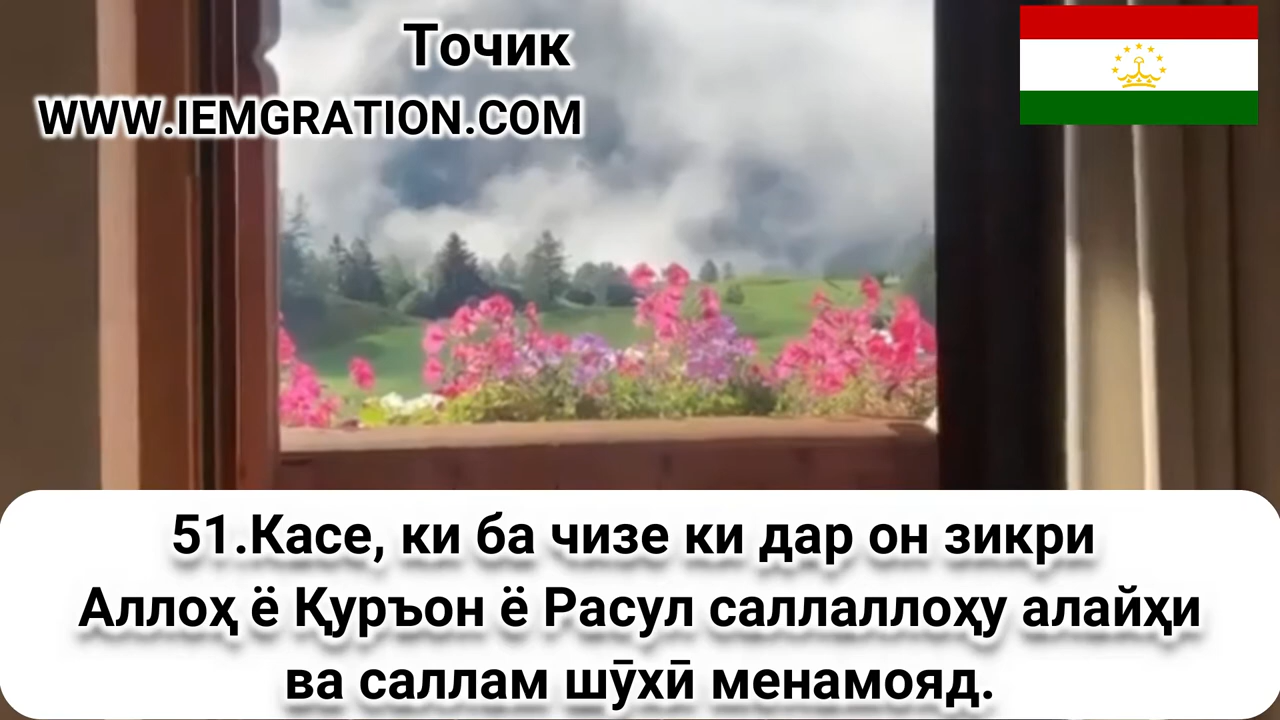 Точик
WWW.IEMGRATION.COM
51.Касе, ки ба чизе ки дар он зикри
Аллоҳ ё Қуръон ё Расул саллаллоҳу алайҳи
ва саллам шӯхӣ менамояд.